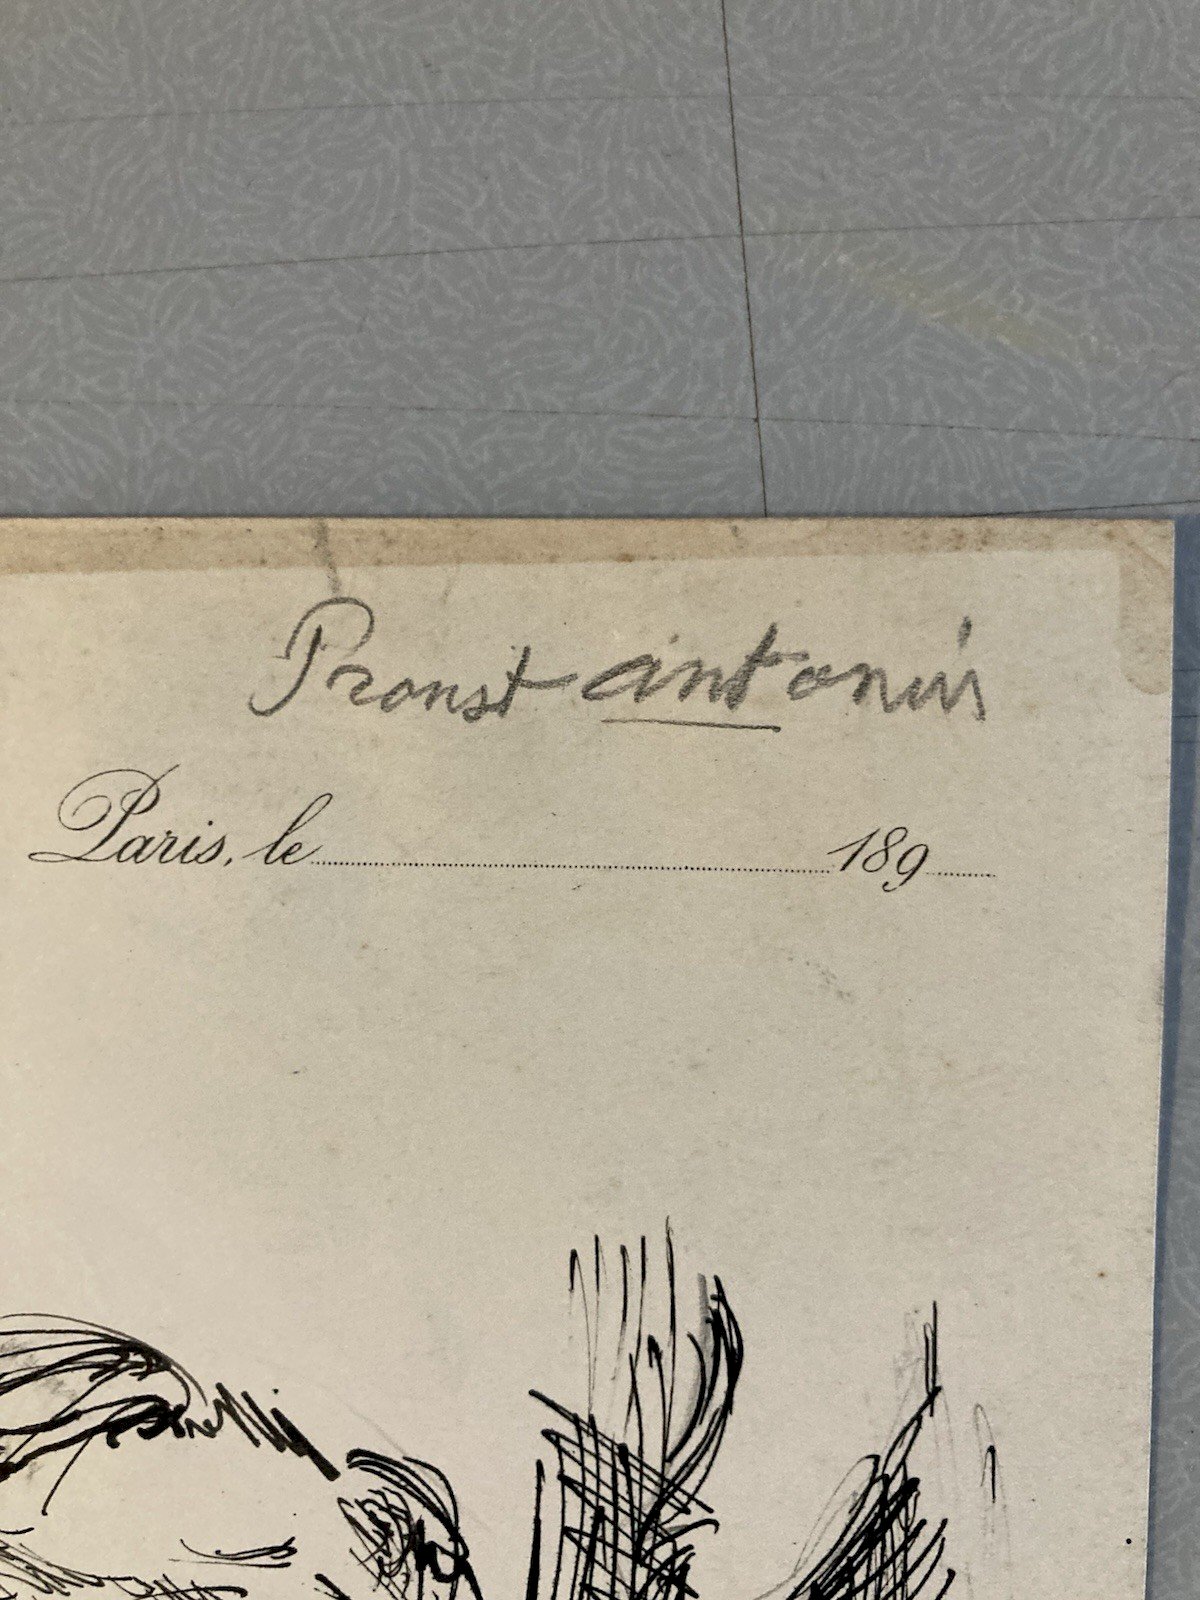 Proust antonin
Paris, le 189